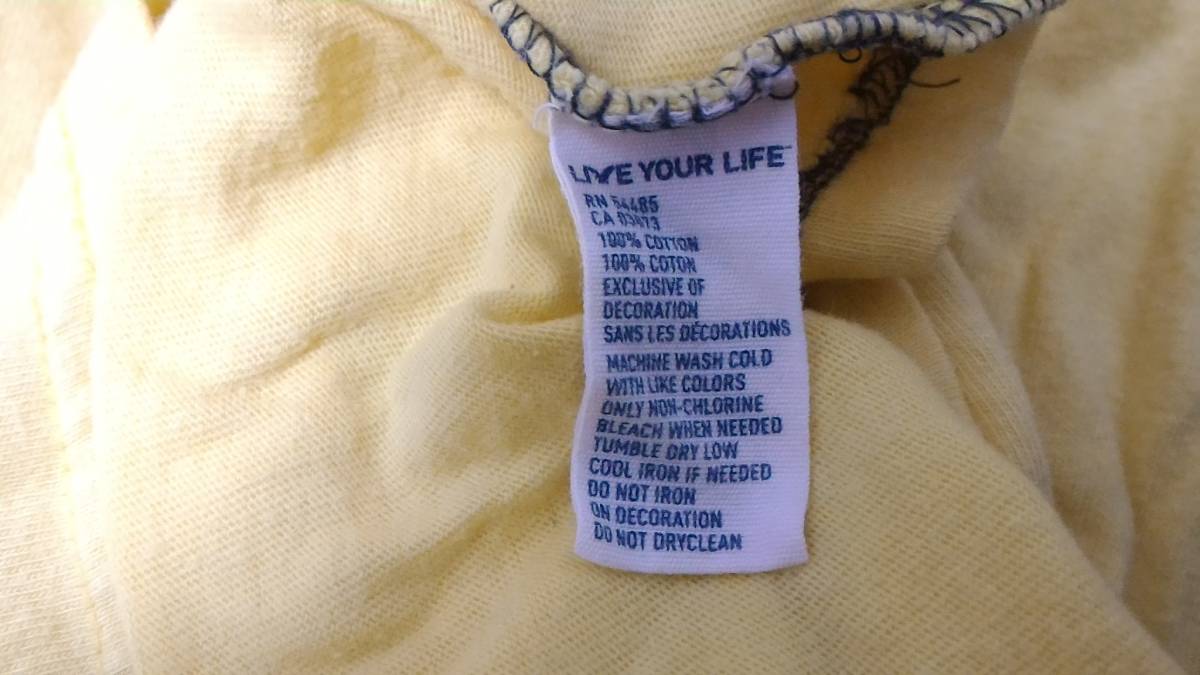 LIVE YOUR LIFE™
RN 54485
CA 03473
100% COTTON
100% COTON
EXCLUSIVE OF
DECORATION
SANS LES DÉCORATIONS
MACHINE WASH COLD
WITH LIKE COLORS
ONLY NON-CHLORINE
BLEACH WHEN NEEDED
TUMBLE DRY LOW
COOL IRON IF NEEDED
DO NOT IRON
ON DECORATION
DO NOT DRYCLEAN